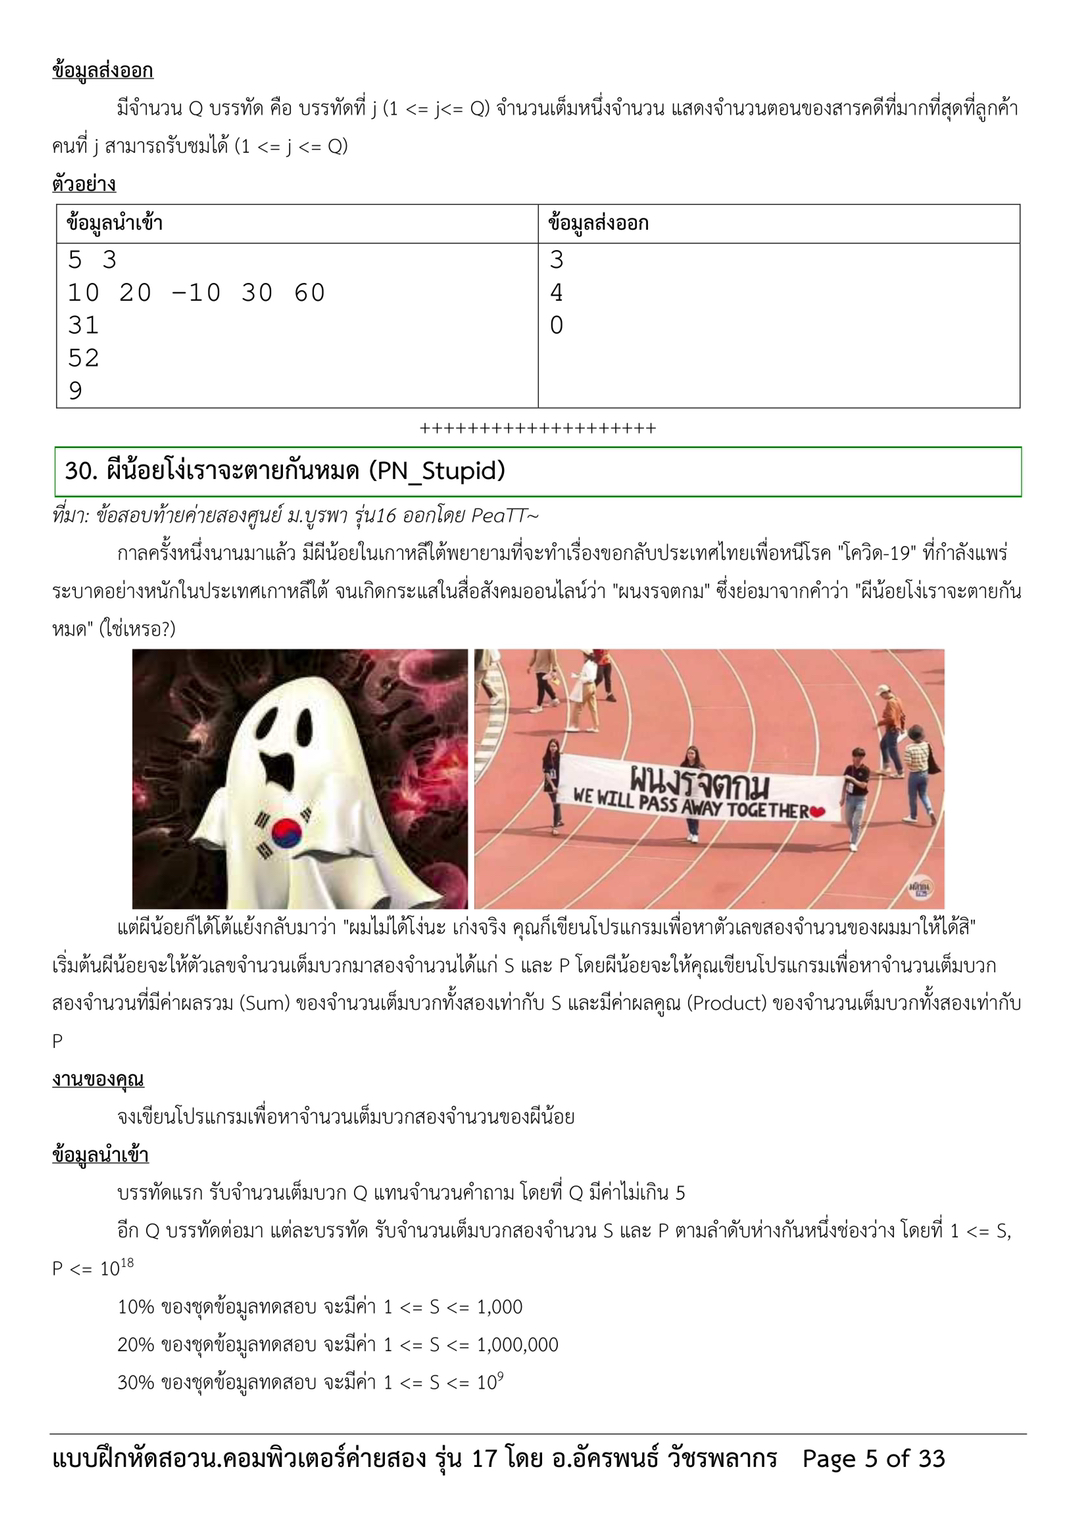 ข้อมูลส่งออก
มีจำนวน Q บรรทัด คือ บรรทัดที่ j (1 <= j<= Q) จำนวนเต็มหนึ่งจำนวน แสดงจำนวนตอนของสารคดีที่มากที่สุดที่ลูกค้า
คนที่ j สามารถรับชมได้ (1 <= j <= Q)
ตัวอย่าง
ข้อมูลนำเข้า ข้อมูลส่งออก
5 3 3
10 20 -10 30 60 4
31 0
52
9
++++++++++++++++++++
30. ผีน้อยโง่เราจะตายกันหมด (PN_Stupid)
ที่มา: ข้อสอบท้ายค่ายสองศูนย์ ม.บูรพา รุ่น16 ออกโดย PeaTT~
กาลครั้งหนึ่งนานมาแล้ว มีผีน้อยในเกาหลีใต้พยายามที่จะทำเรื่องขอกลับประเทศไทยเพื่อหนีโรค "โควิด-19" ที่กำลังแพร่
ระบาดอย่างหนักในประเทศเกาหลีใต้ จนเกิดกระแสในสื่อสังคมออนไลน์ว่า "ผนงรจตกม" ซึ่งย่อมาจากคำว่า "ผีน้อยโง่เราจะตายกัน
หมด" (ใช่เหรอ?)
ผนงรจตกม
WE WILL PASS AWAY TOGETHER
แต่ผีน้อยก็ได้โต้แย้งกลับมาว่า "ผมไม่ได้โง่นะ เก่งจริง คุณก็เขียนโปรแกรมเพื่อหาตัวเลขสองจำนวนของผมมาให้ได้สิ"
เริ่มต้นผีน้อยจะให้ตัวเลขจำนวนเต็มบวกมาสองจำนวนได้แก่ S และ P โดยผีน้อยจะให้คุณเขียนโปรแกรมเพื่อหาจำนวนเต็มบวก
สองจำนวนที่มีค่าผลรวม (Sum) ของจำนวนเต็มบวกทั้งสองเท่ากับ S และมีค่าผลคูณ (Product) ของจำนวนเต็มบวกทั้งสองเท่ากับ
P
งานของคุณ
จงเขียนโปรแกรมเพื่อหาจำนวนเต็มบวกสองจำนวนของผีน้อย
ข้อมูลนำเข้า
บรรทัดแรก รับจำนวนเต็มบวก Q แทนจำนวนคำถาม โดยที่ Q มีค่าไม่เกิน 5
อีก Q บรรทัดต่อมา แต่ละบรรทัด รับจำนวนเต็มบวกสองจำนวน S และ P ตามลำดับห่างกันหนึ่งช่องว่าง โดยที่ 1 <= S,
P <= 10¹⁸
10% ของชุดข้อมูลทดสอบ จะมีค่า 1 <= S <= 1,000
20% ของชุดข้อมูลทดสอบ จะมีค่า 1 <= S <= 1,000,000
30% ของชุดข้อมูลทดสอบ จะมีค่า 1 <= S <= 10⁹
แบบฝึกหัดสอวน.คอมพิวเตอร์ค่ายสอง รุ่น 17 โดย อ.อัครพนธ์ วัชรพลากร Page 5 of 33